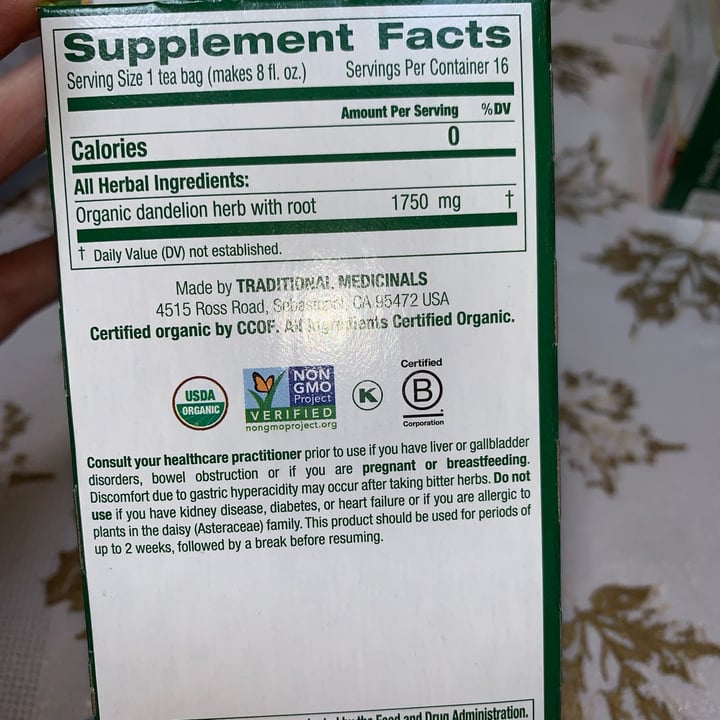 Supplement Facts
Serving Size 1 tea bag (makes 8 fl. oz.) Servings Per Container 16
Amount Per Serving %DV
Calories 0
All Herbal Ingredients:
Organic dandelion herb with root 1750 mg †
† Daily Value (DV) not established.
Made by TRADITIONAL MEDICINALS
4515 Ross Road, Sebastopol, CA 95472 USA
Certified organic by CCOF. All Ingredients Certified Organic.
USDA
ORGANIC
NON
GMO
Project
VERIFIED
nongmoproject.org
K
Certified
B
Corporation
Consult your healthcare practitioner prior to use if you have liver or gallbladder
disorders, bowel obstruction or if you are pregnant or breastfeeding.
Discomfort due to gastric hyperacidity may occur after taking bitter herbs. Do not
use if you have kidney disease, diabetes, or heart failure or if you are allergic to
plants in the daisy (Asteraceae) family. This product should be used for periods of
up to 2 weeks, followed by a break before resuming.
by the Food and Drug Administration.